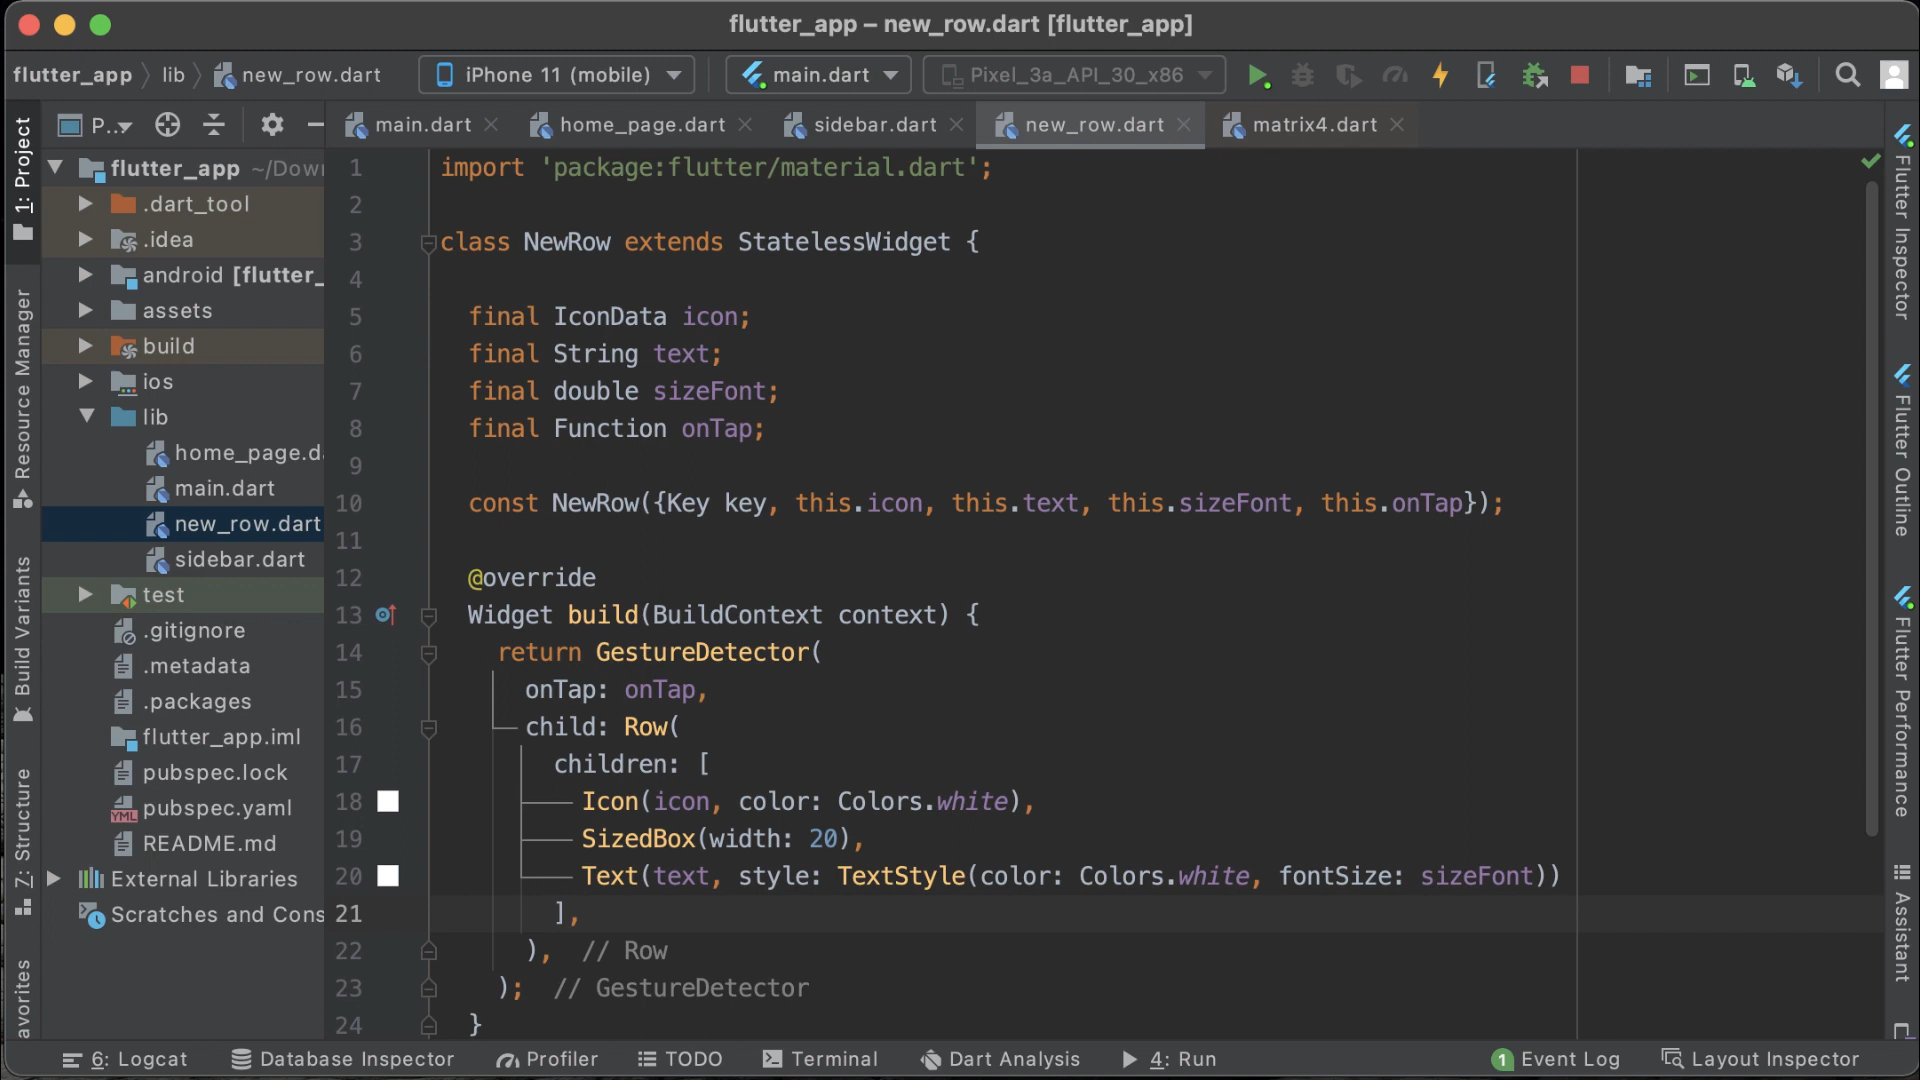 flutter_app – new_row.dart [flutter_app]
flutter_app lib new_row.dart iPhone 11 (mobile) main.dart Pixel_3a_API_30_x86
P.. main.dart home_page.dart sidebar.dart new_row.dart matrix4.dart
1: Project
Resource Manager
Build Variants
Z: Structure
avorites
flutter_app ~/Dow
.dart_tool
.idea
android [flutter_
assets
build
ios
lib
home_page.da
main.dart
new_row.dart
sidebar.dart
test
.gitignore
.metadata
.packages
flutter_app.iml
pubspec.lock
pubspec.yaml
README.md
External Libraries
Scratches and Cons
1 import 'package:flutter/material.dart';
2
3 class NewRow extends StatelessWidget {
4
5 final IconData icon;
6 final String text;
7 final double sizeFont;
8 final Function onTap;
9
10 const NewRow({Key key, this.icon, this.text, this.sizeFont, this.onTap});
11
12 @override
13 Widget build(BuildContext context) {
14 return GestureDetector(
15 onTap: onTap,
16 child: Row(
17 children: [
18 Icon(icon, color: Colors.white),
19 SizedBox(width: 20),
20 Text(text, style: TextStyle(color: Colors.white, fontSize: sizeFont))
21 ],
22 ), // Row
23 ); // GestureDetector
24 }
Flutter Inspector
Flutter Outline
Flutter Performance
Assistant
6: Logcat Database Inspector Profiler TODO Terminal Dart Analysis 4: Run 1 Event Log Layout Inspector